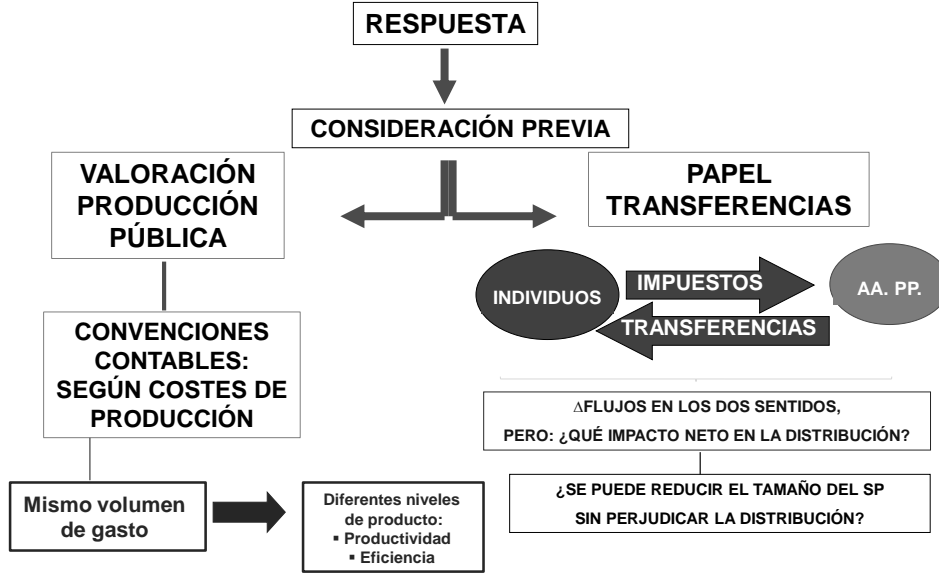 RESPUESTA
CONSIDERACIÓN PREVIA
VALORACIÓN
PRODUCCIÓN
PÚBLICA
CONVENCIONES
CONTABLES:
SEGÚN COSTES DE
PRODUCCIÓN
Mismo volumen
de gasto
Diferentes niveles
de producto:
▪ Productividad
▪ Eficiencia
PAPEL
TRANSFERENCIAS
INDIVIDUOS
IMPUESTOS
TRANSFERENCIAS
AA. PP.
∆FLUJOS EN LOS DOS SENTIDOS,
PERO: ¿QUÉ IMPACTO NETO EN LA DISTRIBUCIÓN?
¿SE PUEDE REDUCIR EL TAMAÑO DEL SP
SIN PERJUDICAR LA DISTRIBUCIÓN?